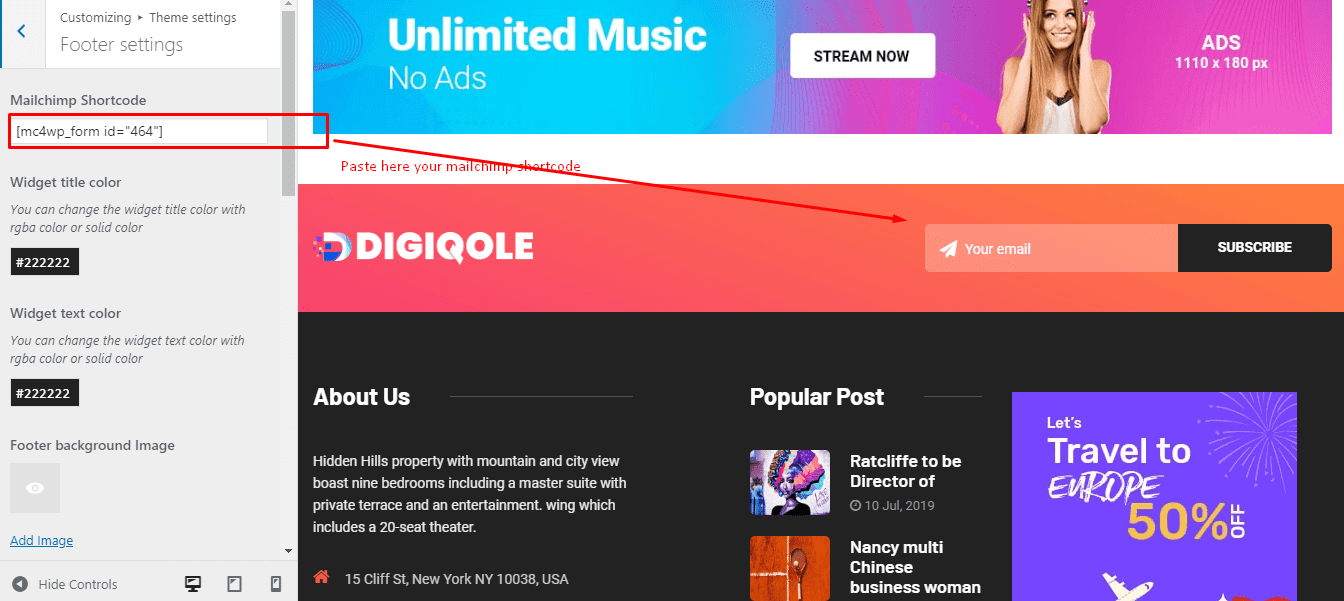 Customizing ▸ Theme settings
Footer settings
Mailchimp Shortcode
[mc4wp_form id="464"]
Widget title color
You can change the widget title color with
rgba color or solid color
#222222
Widget text color
You can change the widget text color with
rgba color or solid color
#222222
Footer background Image
Add Image
Hide Controls
Unlimited Music
No Ads
STREAM NOW
ADS
1110 x 180 px
Paste here your mailchimp shortcode
DIGIQOLE
Your email
SUBSCRIBE
About Us
Hidden Hills property with mountain and city view
boast nine bedrooms including a master suite with
private terrace and an entertainment. wing which
includes a 20-seat theater.
15 Cliff St, New York NY 10038, USA
Popular Post
Ratcliffe to be
Director of
10 Jul, 2019
Nancy multi
Chinese
business woman
Let's
Travel to
EUROPE
50% OFF